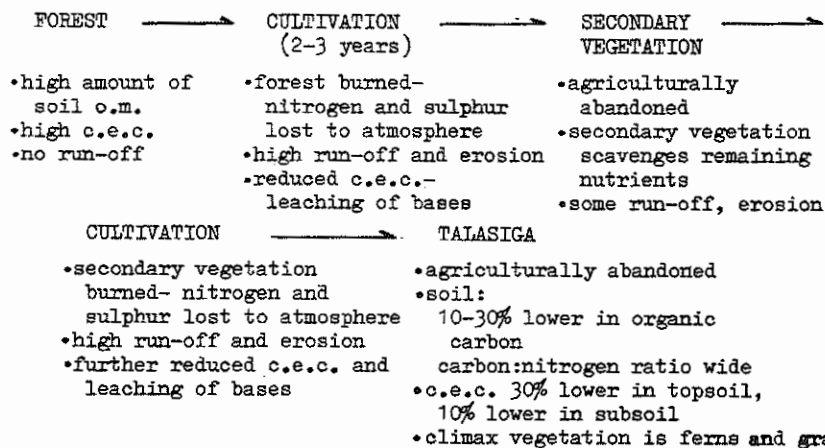 FOREST → CULTIVATION → SECONDARY →
(2-3 years) VEGETATION
•high amount of
soil o.m.
•high c.e.c.
•no run-off
•forest burned-
nitrogen and sulphur
lost to atmosphere
•high run-off and erosion
•reduced c.e.c.-
leaching of bases
•agriculturally
abandoned
•secondary vegetation
scavenges remaining
nutrients
•some run-off, erosion
CULTIVATION → TALASIGA
•secondary vegetation
burned- nitrogen and
sulphur lost to atmosphere
•high run-off and erosion
•further reduced c.e.c. and
leaching of bases
•agriculturally abandoned
•soil:
10-30% lower in organic
carbon
carbon:nitrogen ratio wide
•c.e.c. 30% lower in topsoil,
10% lower in subsoil
•climax vegetation is ferns and